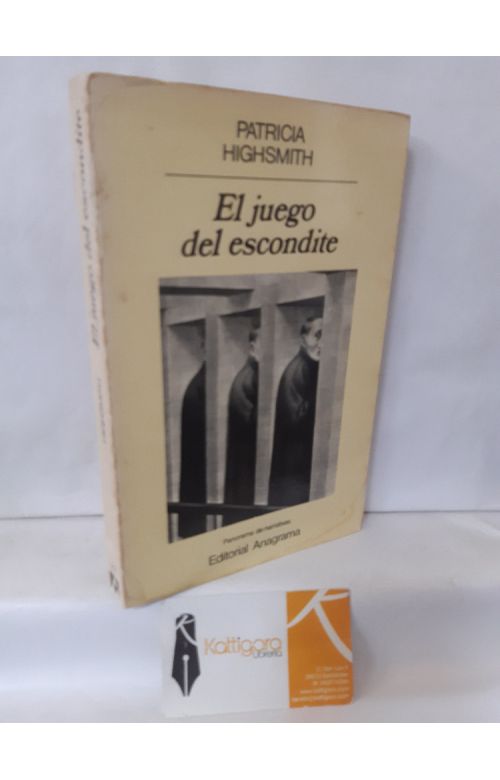 PATRICIA
HIGHSMITH
El juego
del escondite
Panorama de narrativas
Editorial Anagrama
El juego del escondite
Kattigara
Librería